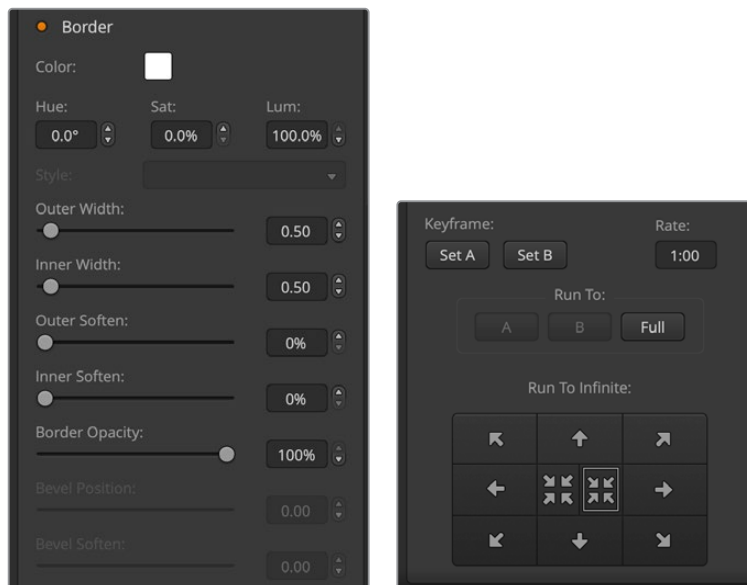 Border
Color:
Hue: Sat: Lum:
0.0° 0.0% 100.0%
Style:
Outer Width:
0.50
Inner Width:
0.50
Outer Soften:
0%
Inner Soften:
0%
Border Opacity:
100%
Bevel Position:
0.00
Bevel Soften:
0.00
Keyframe: Rate:
Set A Set B 1:00
Run To:
A B Full
Run To Infinite: